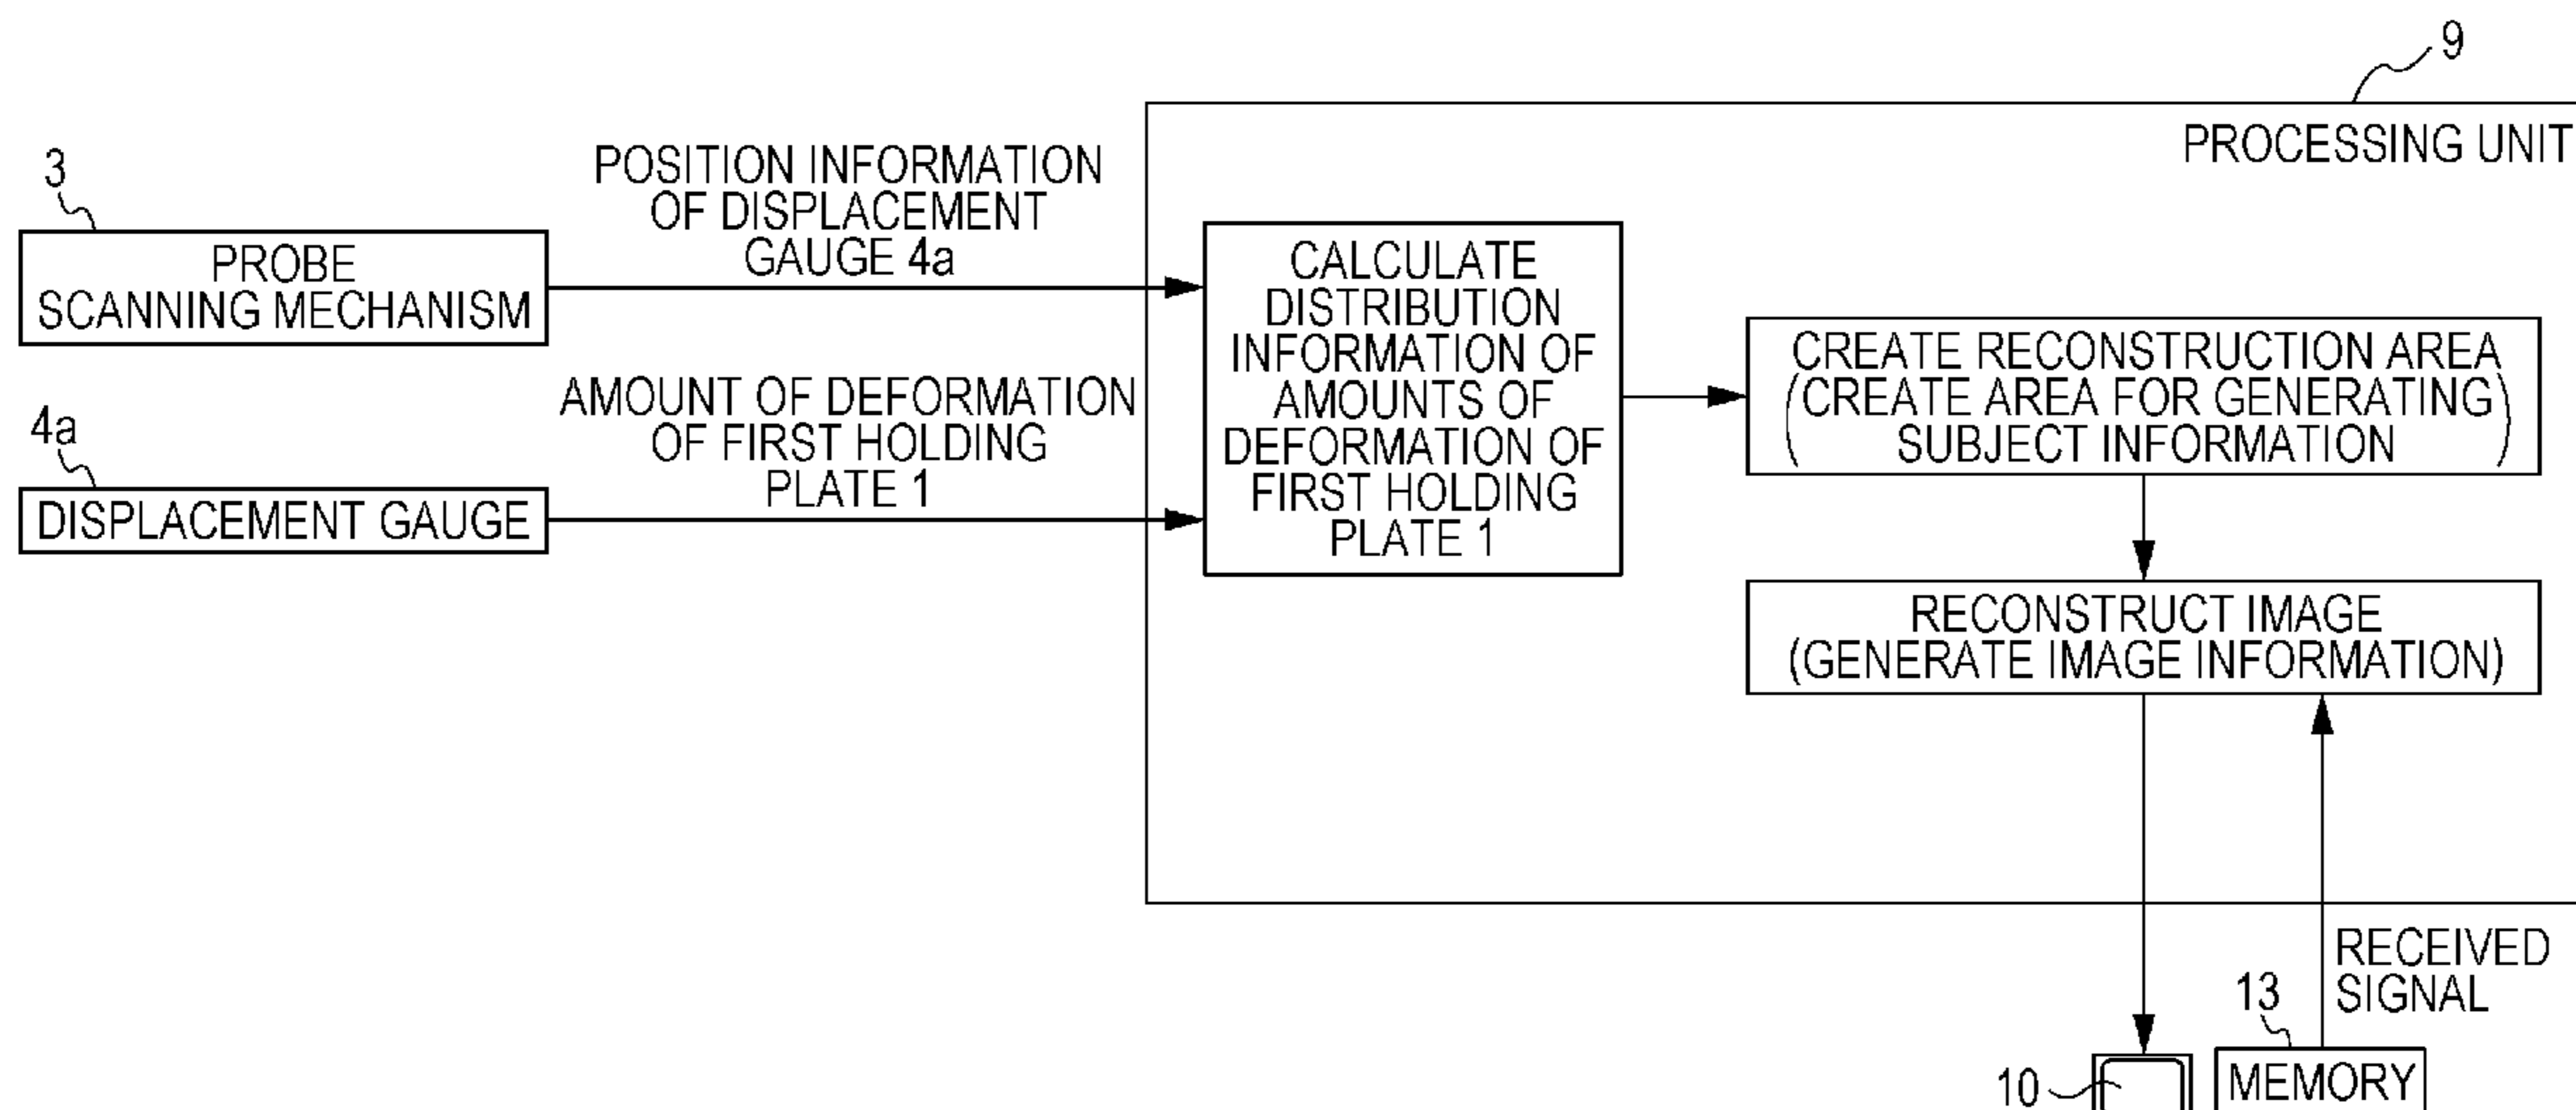 9
PROCESSING UNIT
3
PROBE
SCANNING MECHANISM
POSITION INFORMATION
OF DISPLACEMENT
GAUGE 4a
4a
DISPLACEMENT GAUGE
AMOUNT OF DEFORMATION
OF FIRST HOLDING
PLATE 1
CALCULATE
DISTRIBUTION
INFORMATION OF
AMOUNTS OF
DEFORMATION OF
FIRST HOLDING
PLATE 1
CREATE RECONSTRUCTION AREA
(CREATE AREA FOR GENERATING
SUBJECT INFORMATION)
RECONSTRUCT IMAGE
(GENERATE IMAGE INFORMATION)
RECEIVED
SIGNAL
13
MEMORY
10